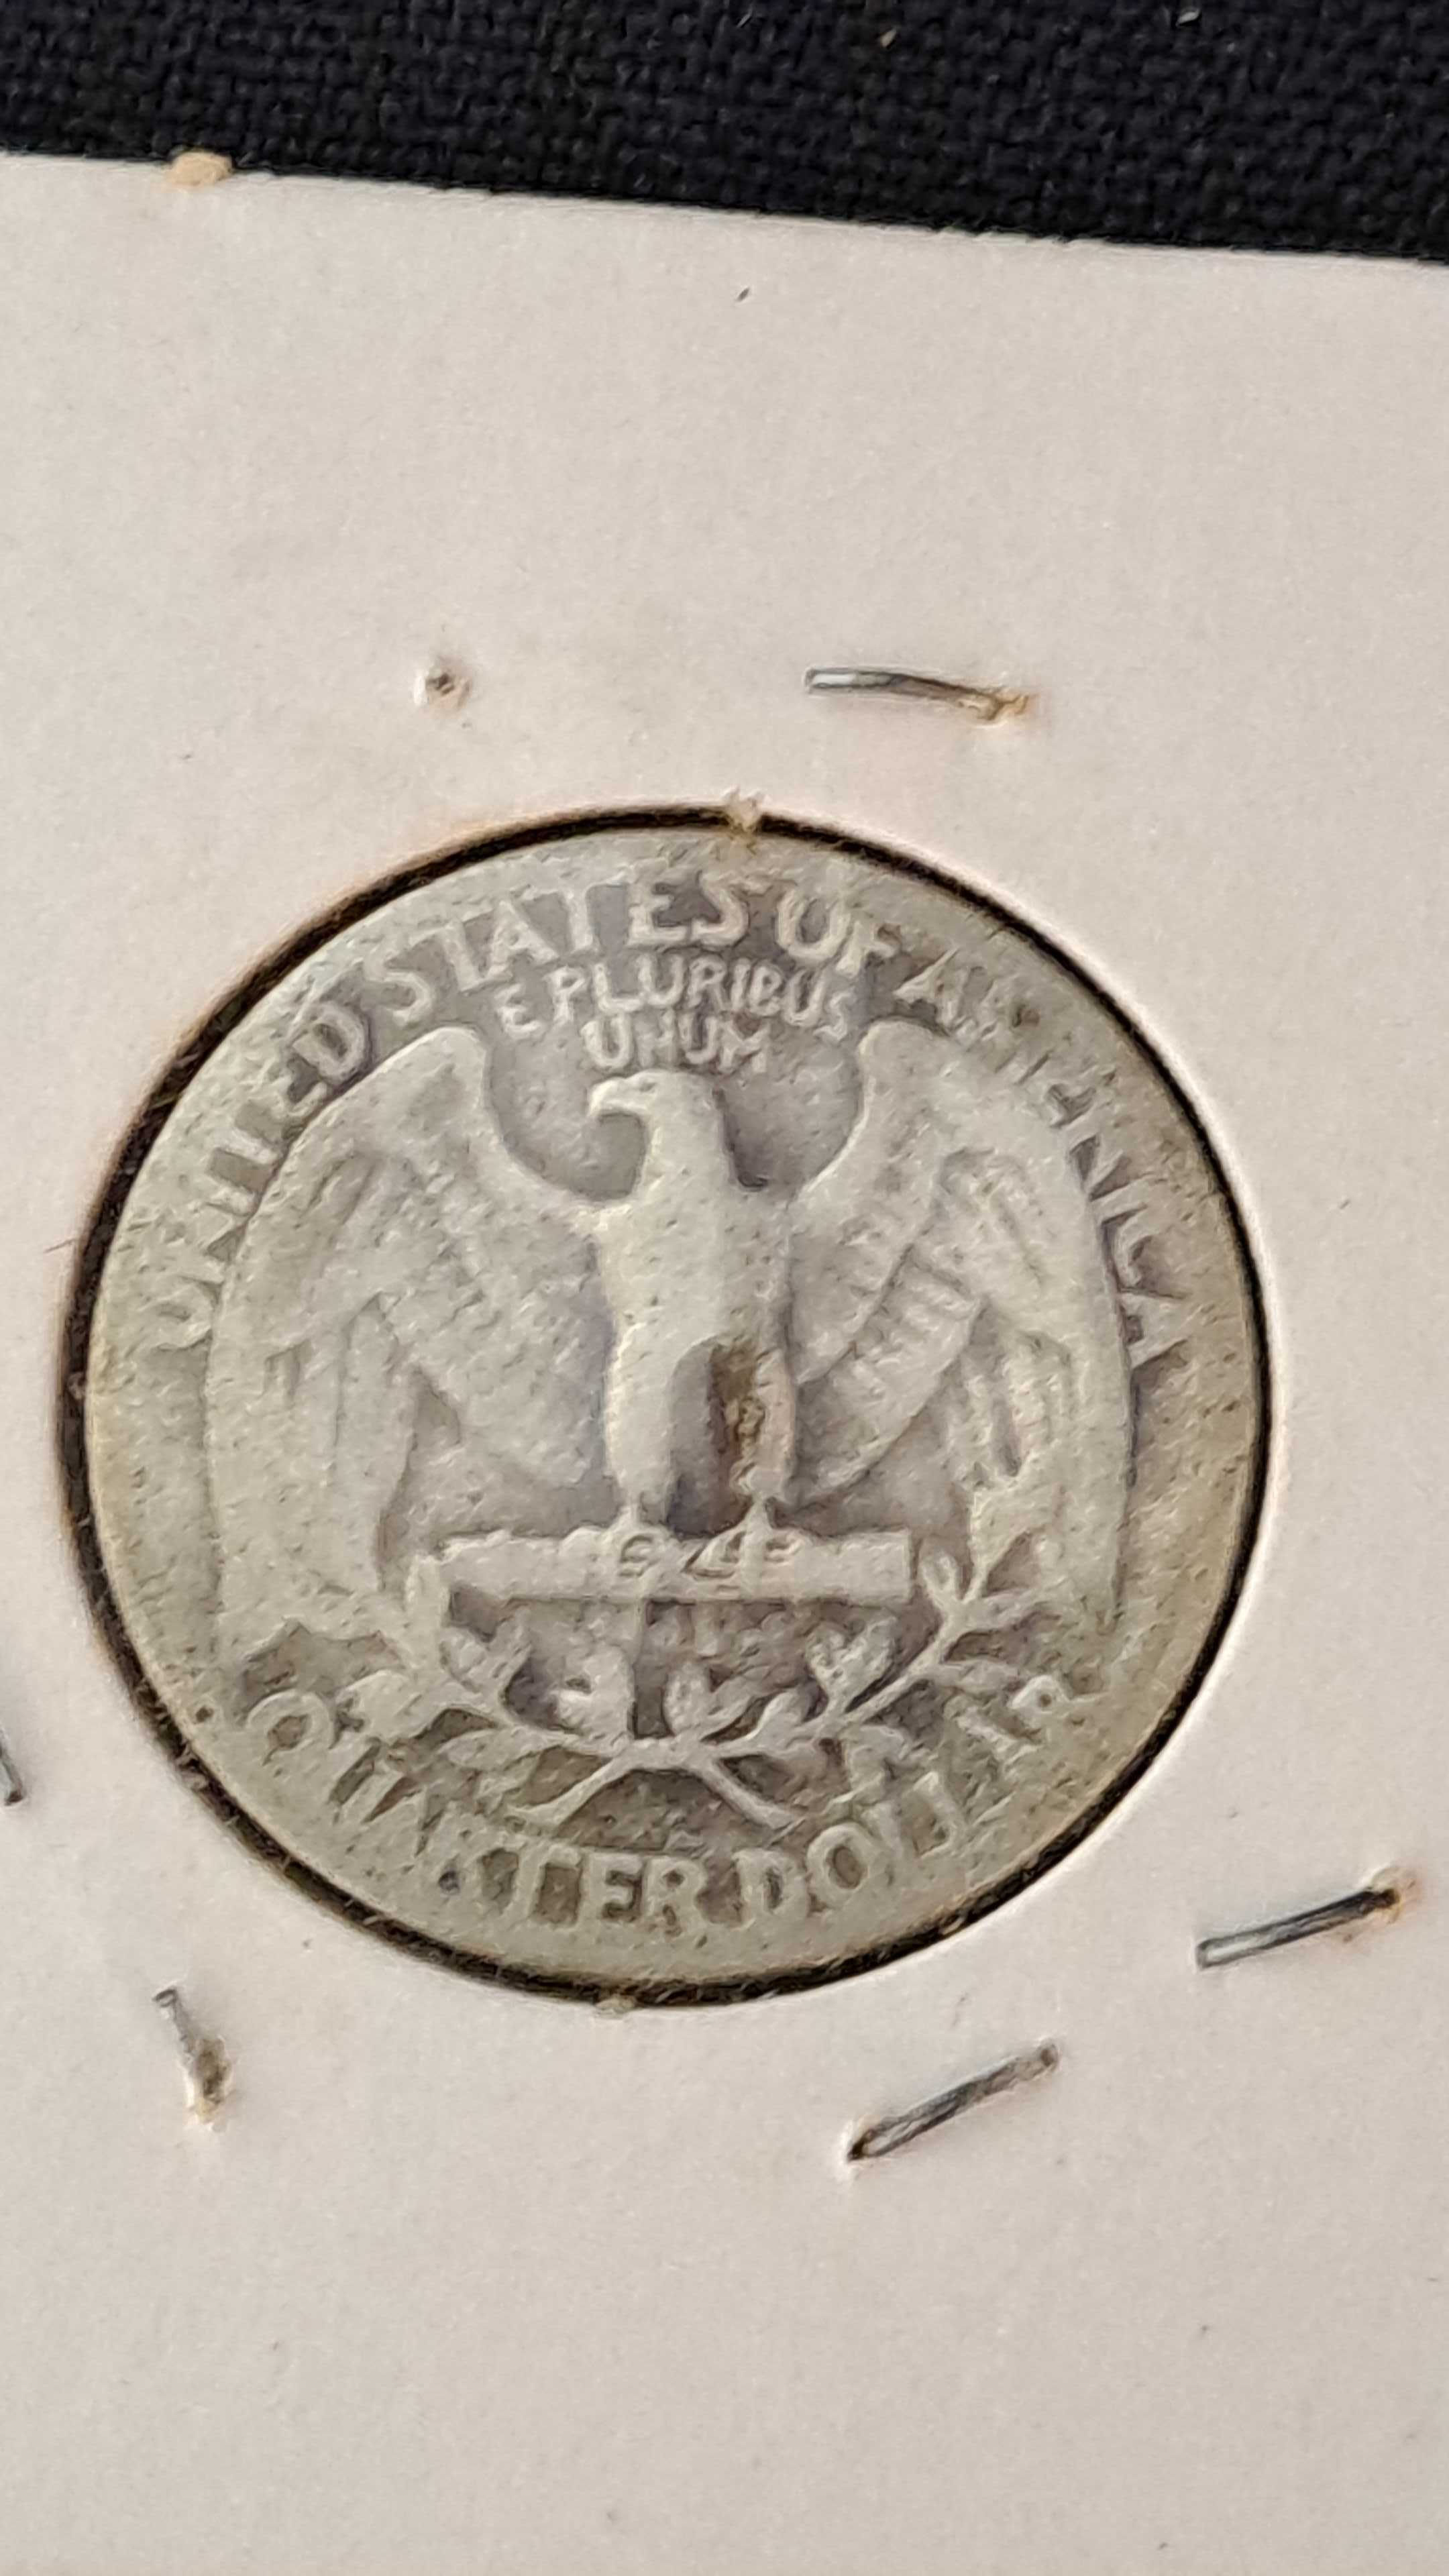 UNITED STATES OF AMERICA
E PLURIBUS
UNUM
QUARTER DOLLAR